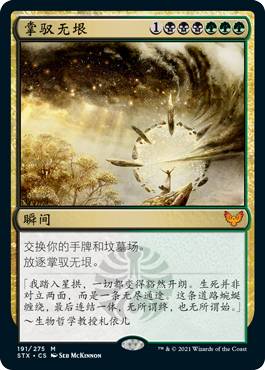 掌驭无垠 1
瞬间
交换你的手牌和坟墓场。
放逐掌驭无垠。
「我踏入星拱，一切都变得豁然开朗。生死并非
对立两面，而是一条无尽通途。这条道路蜿蜒
缠绕，最后连结一体，无所谓终，也无所谓始。」
～生物哲学教授札依儿
191/275 M
STX • CS SEB MCKINNON
™ & © 2021 Wizards of the Coast